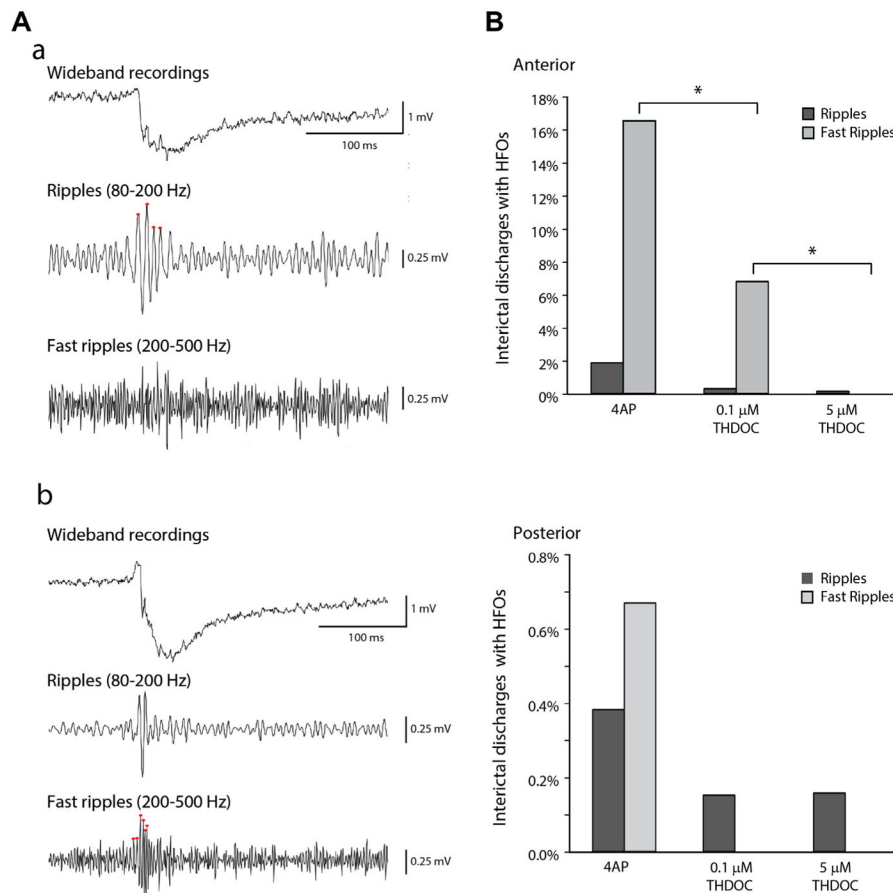 A
a
Wideband recordings
1 mV
100 ms
Ripples (80-200 Hz)
0.25 mV
Fast ripples (200-500 Hz)
0.25 mV
b
Wideband recordings
1 mV
100 ms
Ripples (80-200 Hz)
0.25 mV
Fast ripples (200-500 Hz)
0.25 mV
B
Anterior
Interictal discharges with HFOs
18%
16%
14%
12%
10%
8%
6%
4%
2%
0%
*
*
Ripples
Fast Ripples
4AP
0.1 µM
THDOC
5 µM
THDOC
Posterior
Interictal discharges with HFOs
0.8%
0.6%
0.4%
0.2%
0.0%
Ripples
Fast Ripples
4AP
0.1 µM
THDOC
5 µM
THDOC